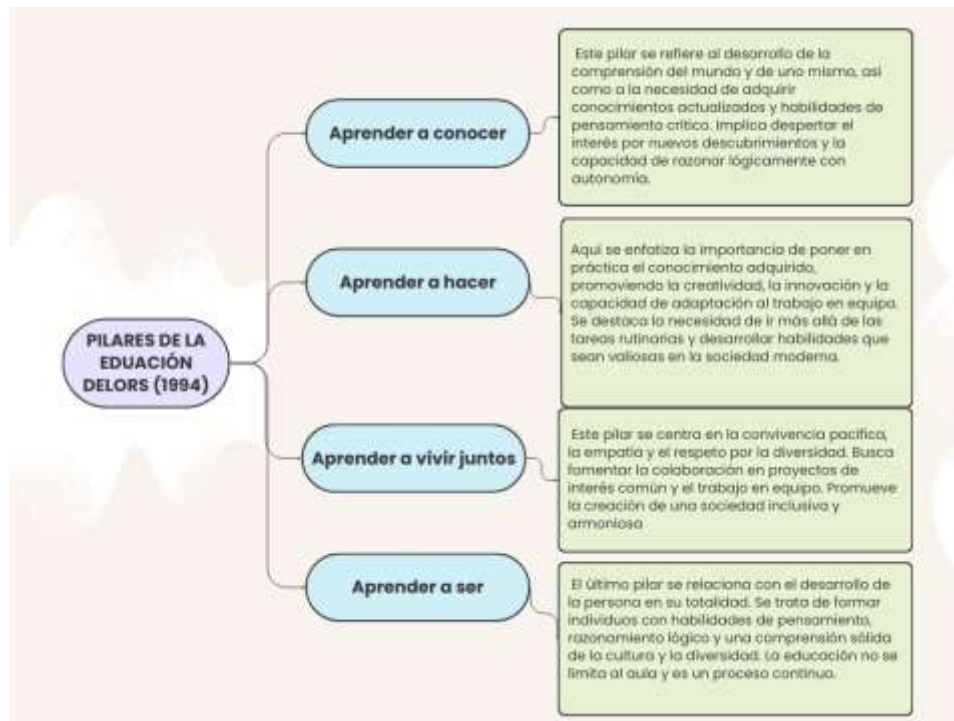 PILARES DE LA
EDUACIÓN
DELORS (1994)
Aprender a conocer
Este pilar se refiere al desarrollo de la
comprensión del mundo y de uno mismo, así
como a la necesidad de adquirir
conocimientos actualizados y habilidades de
pensamiento crítico. Implica despertar el
interés por nuevos descubrimientos y la
capacidad de razonar lógicamente con
autonomía.
Aprender a hacer
Aquí se enfatiza la importancia de poner en
práctica el conocimiento adquirido,
promoviendo la creatividad, la innovación y la
capacidad de adaptación al trabajo en equipo.
Se destaca la necesidad de ir más allá de las
tareas rutinarias y desarrollar habilidades que
sean valiosas en la sociedad moderna.
Aprender a vivir juntos
Este pilar se centra en la convivencia pacífica,
la empatía y el respeto por la diversidad. Busca
fomentar la colaboración en proyectos de
interés común y el trabajo en equipo. Promueve
la creación de una sociedad inclusiva y
armoniosa
Aprender a ser
El último pilar se relaciona con el desarrollo de
la persona en su totalidad. Se trata de formar
individuos con habilidades de pensamiento,
razonamiento lógico y una comprensión sólida
de la cultura y la diversidad. La educación no se
limita al aula y es un proceso continuo.